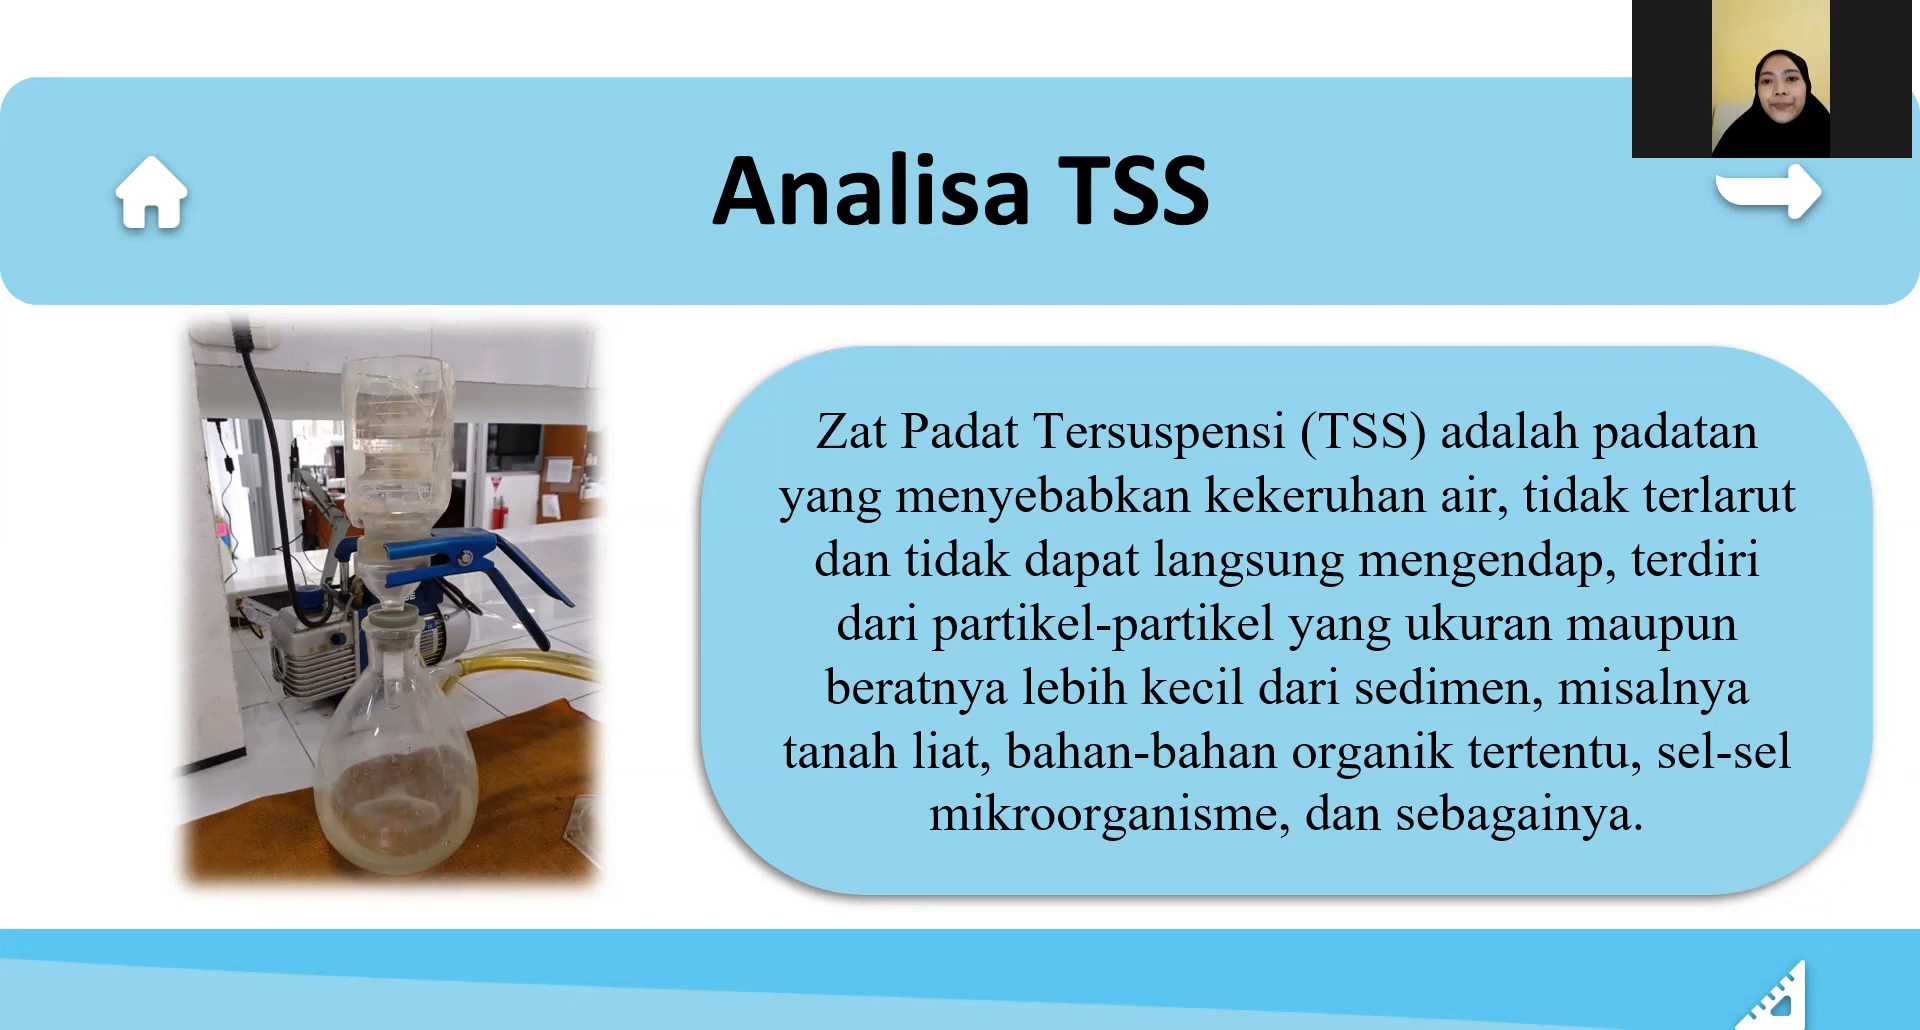 Analisa TSS
Zat Padat Tersuspensi (TSS) adalah padatan
yang menyebabkan kekeruhan air, tidak terlarut
dan tidak dapat langsung mengendap, terdiri
dari partikel-partikel yang ukuran maupun
beratnya lebih kecil dari sedimen, misalnya
tanah liat, bahan-bahan organik tertentu, sel-sel
mikroorganisme, dan sebagainya.